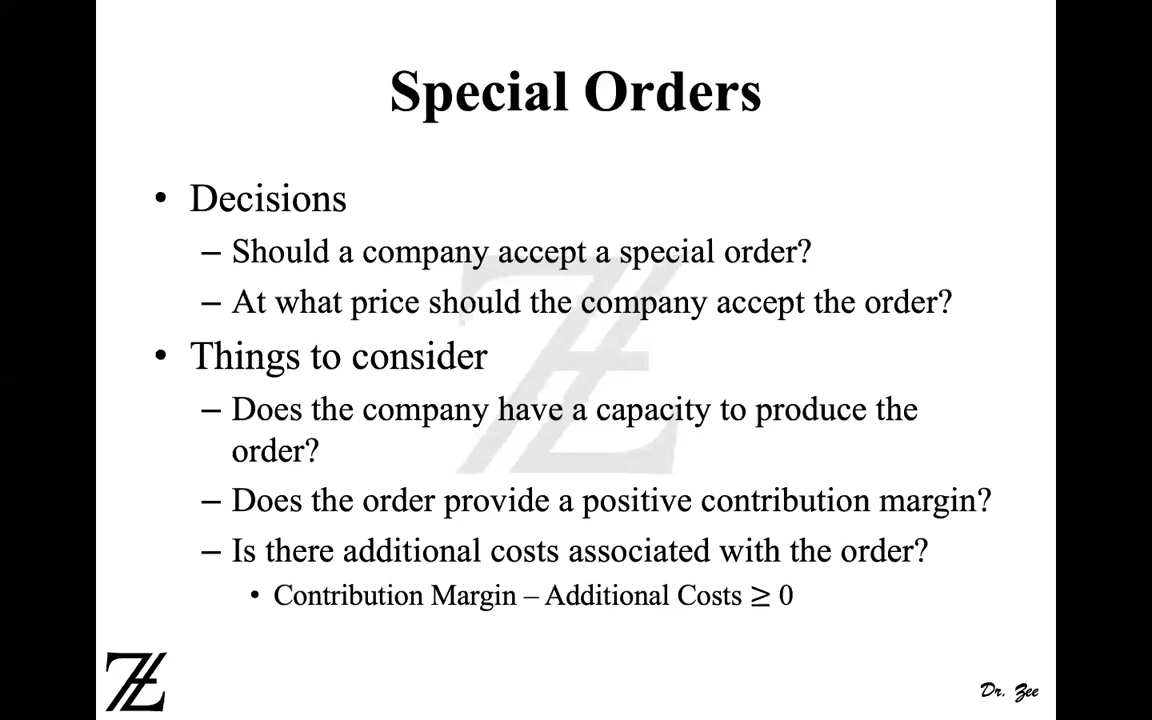 Special Orders
• Decisions
– Should a company accept a special order?
– At what price should the company accept the order?
• Things to consider
– Does the company have a capacity to produce the
order?
– Does the order provide a positive contribution margin?
– Is there additional costs associated with the order?
• Contribution Margin – Additional Costs ≥ 0
Dr. Zee